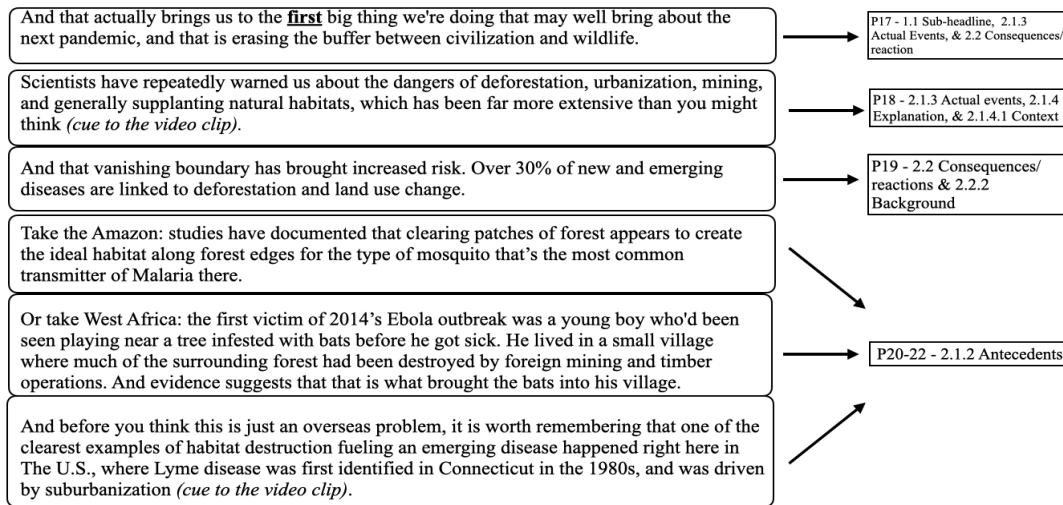 And that actually brings us to the first big thing we're doing that may well bring about the
next pandemic, and that is erasing the buffer between civilization and wildlife.
P17 - 1.1 Sub-headline, 2.1.3
Actual Events, & 2.2 Consequences/
reaction
Scientists have repeatedly warned us about the dangers of deforestation, urbanization, mining,
and generally supplanting natural habitats, which has been far more extensive than you might
think (cue to the video clip).
P18 - 2.1.3 Actual events, 2.1.4
Explanation, & 2.1.4.1 Context
And that vanishing boundary has brought increased risk. Over 30% of new and emerging
diseases are linked to deforestation and land use change.
P19 - 2.2 Consequences/
reactions & 2.2.2
Background
Take the Amazon: studies have documented that clearing patches of forest appears to create
the ideal habitat along forest edges for the type of mosquito that's the most common
transmitter of Malaria there.
Or take West Africa: the first victim of 2014's Ebola outbreak was a young boy who'd been
seen playing near a tree infested with bats before he got sick. He lived in a small village
where much of the surrounding forest had been destroyed by foreign mining and timber
operations. And evidence suggests that that is what brought the bats into his village.
And before you think this is just an overseas problem, it is worth remembering that one of the
clearest examples of habitat destruction fueling an emerging disease happened right here in
The U.S., where Lyme disease was first identified in Connecticut in the 1980s, and was driven
by suburbanization (cue to the video clip).
P20-22 - 2.1.2 Antecedents